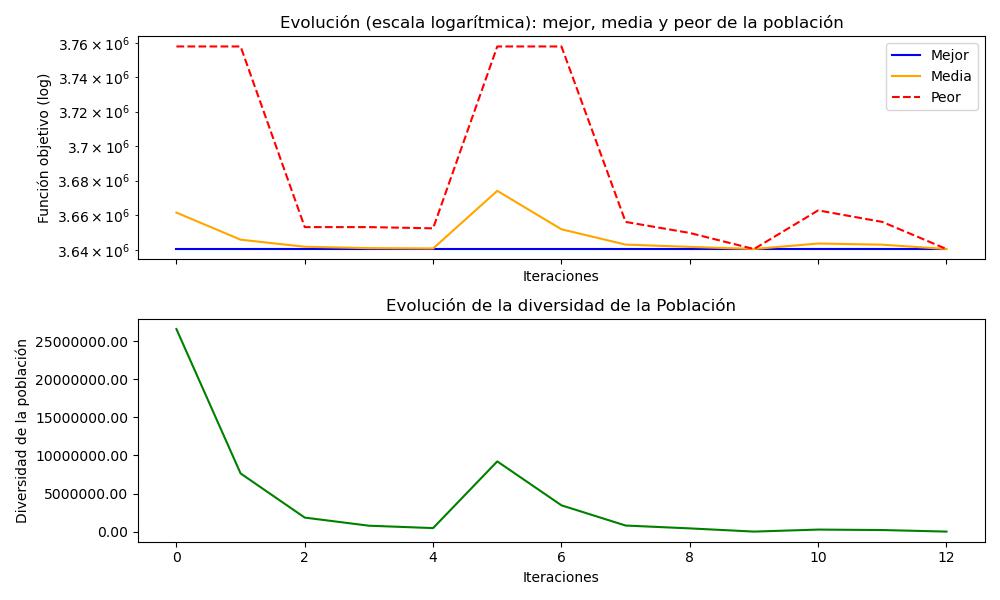 Evolución (escala logarítmica): mejor, media y peor de la población
Función objetivo (log)
3.76 × 10⁶
3.74 × 10⁶
3.72 × 10⁶
3.7 × 10⁶
3.68 × 10⁶
3.66 × 10⁶
3.64 × 10⁶
Mejor
Media
Peor
Iteraciones
Evolución de la diversidad de la Población
Diversidad de la población
25000000.00
20000000.00
15000000.00
10000000.00
5000000.00
0.00
0 2 4 6 8 10 12
Iteraciones